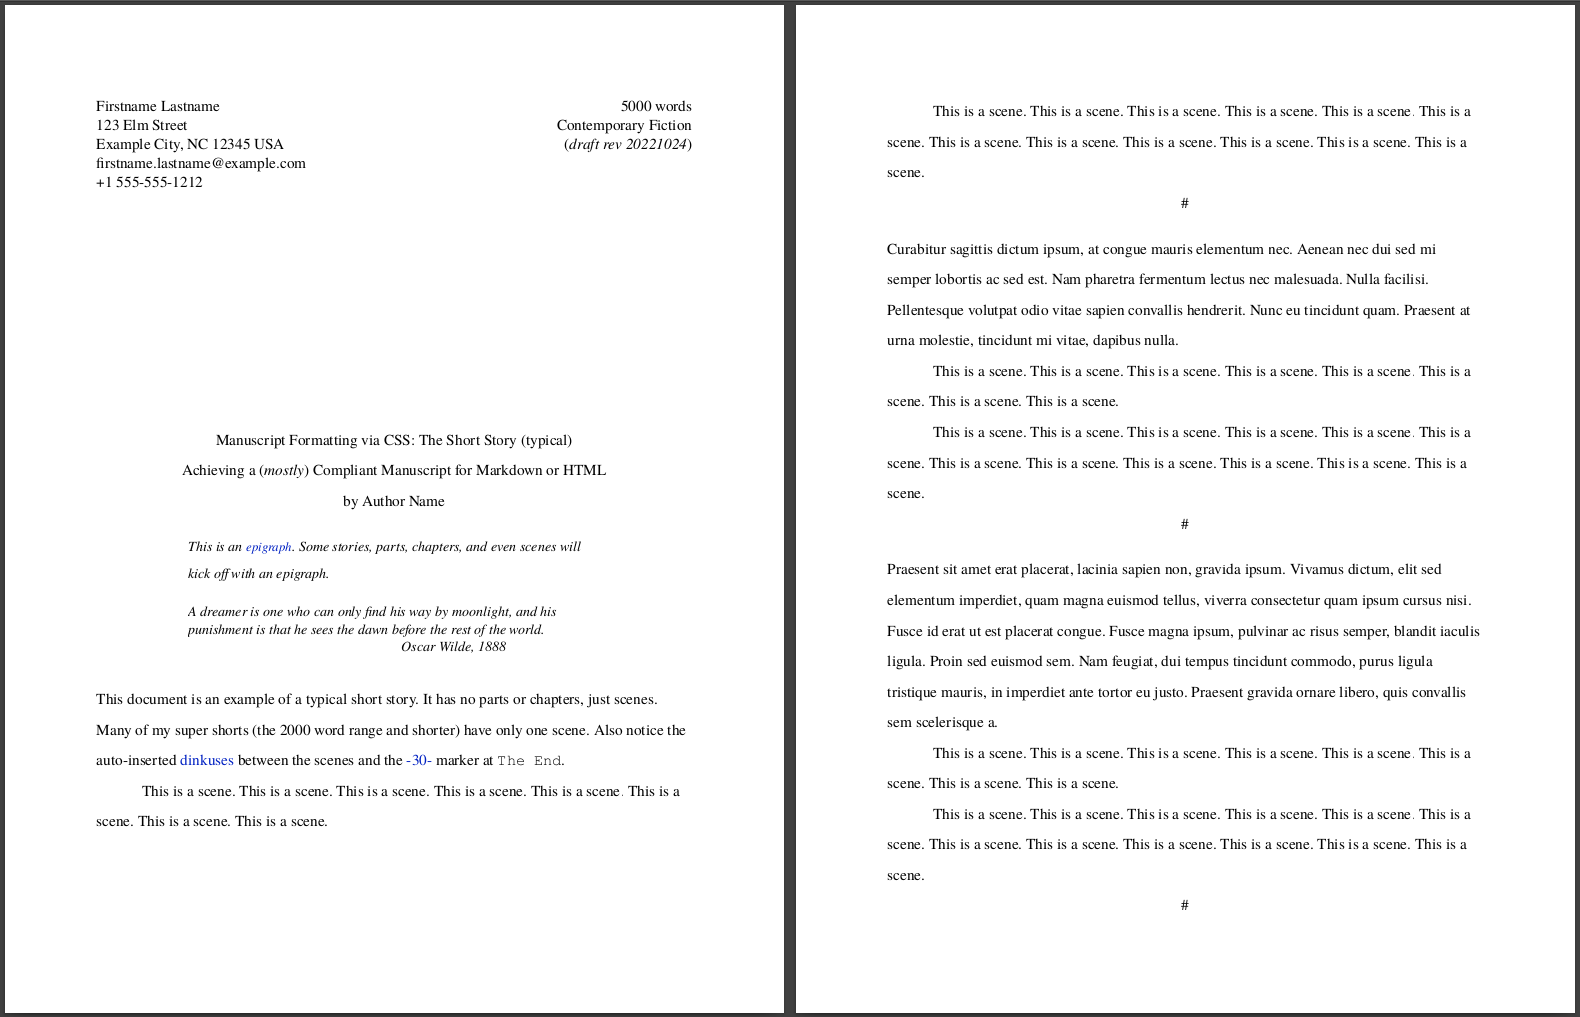 Firstname Lastname
123 Elm Street
Example City, NC 12345 USA
firstname.lastname@example.com
+1 555-555-1212
5000 words
Contemporary Fiction
(draft rev 20221024)
Manuscript Formatting via CSS: The Short Story (typical)
Achieving a (mostly) Compliant Manuscript for Markdown or HTML
by Author Name
This is an epigraph. Some stories, parts, chapters, and even scenes will
kick off with an epigraph.
A dreamer is one who can only find his way by moonlight, and his
punishment is that he sees the dawn before the rest of the world.
Oscar Wilde, 1888
This document is an example of a typical short story. It has no parts or chapters, just scenes.
Many of my super shorts (the 2000 word range and shorter) have only one scene. Also notice the
auto-inserted dinkuses between the scenes and the -30- marker at The End.
This is a scene. This is a scene. This is a scene. This is a scene. This is a scene. This is a
scene. This is a scene. This is a scene.
This is a scene. This is a scene. This is a scene. This is a scene. This is a scene. This is a
scene. This is a scene. This is a scene. This is a scene. This is a scene. This is a scene. This is a
scene.
#
Curabitur sagittis dictum ipsum, at congue mauris elementum nec. Aenean nec dui sed mi
semper lobortis ac sed est. Nam pharetra fermentum lectus nec malesuada. Nulla facilisi.
Pellentesque volutpat odio vitae sapien convallis hendrerit. Nunc eu tincidunt quam. Praesent at
urna molestie, tincidunt mi vitae, dapibus nulla.
This is a scene. This is a scene. This is a scene. This is a scene. This is a scene. This is a
scene. This is a scene. This is a scene.
This is a scene. This is a scene. This is a scene. This is a scene. This is a scene. This is a
scene. This is a scene. This is a scene. This is a scene. This is a scene. This is a scene. This is a
scene.
#
Praesent sit amet erat placerat, lacinia sapien non, gravida ipsum. Vivamus dictum, elit sed
elementum imperdiet, quam magna euismod tellus, viverra consectetur quam ipsum cursus nisi.
Fusce id erat ut est placerat congue. Fusce magna ipsum, pulvinar ac risus semper, blandit iaculis
ligula. Proin sed euismod sem. Nam feugiat, dui tempus tincidunt commodo, purus ligula
tristique mauris, in imperdiet ante tortor eu justo. Praesent gravida ornare libero, quis convallis
sem scelerisque a.
This is a scene. This is a scene. This is a scene. This is a scene. This is a scene. This is a
scene. This is a scene. This is a scene.
This is a scene. This is a scene. This is a scene. This is a scene. This is a scene. This is a
scene. This is a scene. This is a scene. This is a scene. This is a scene. This is a scene. This is a
scene.
#